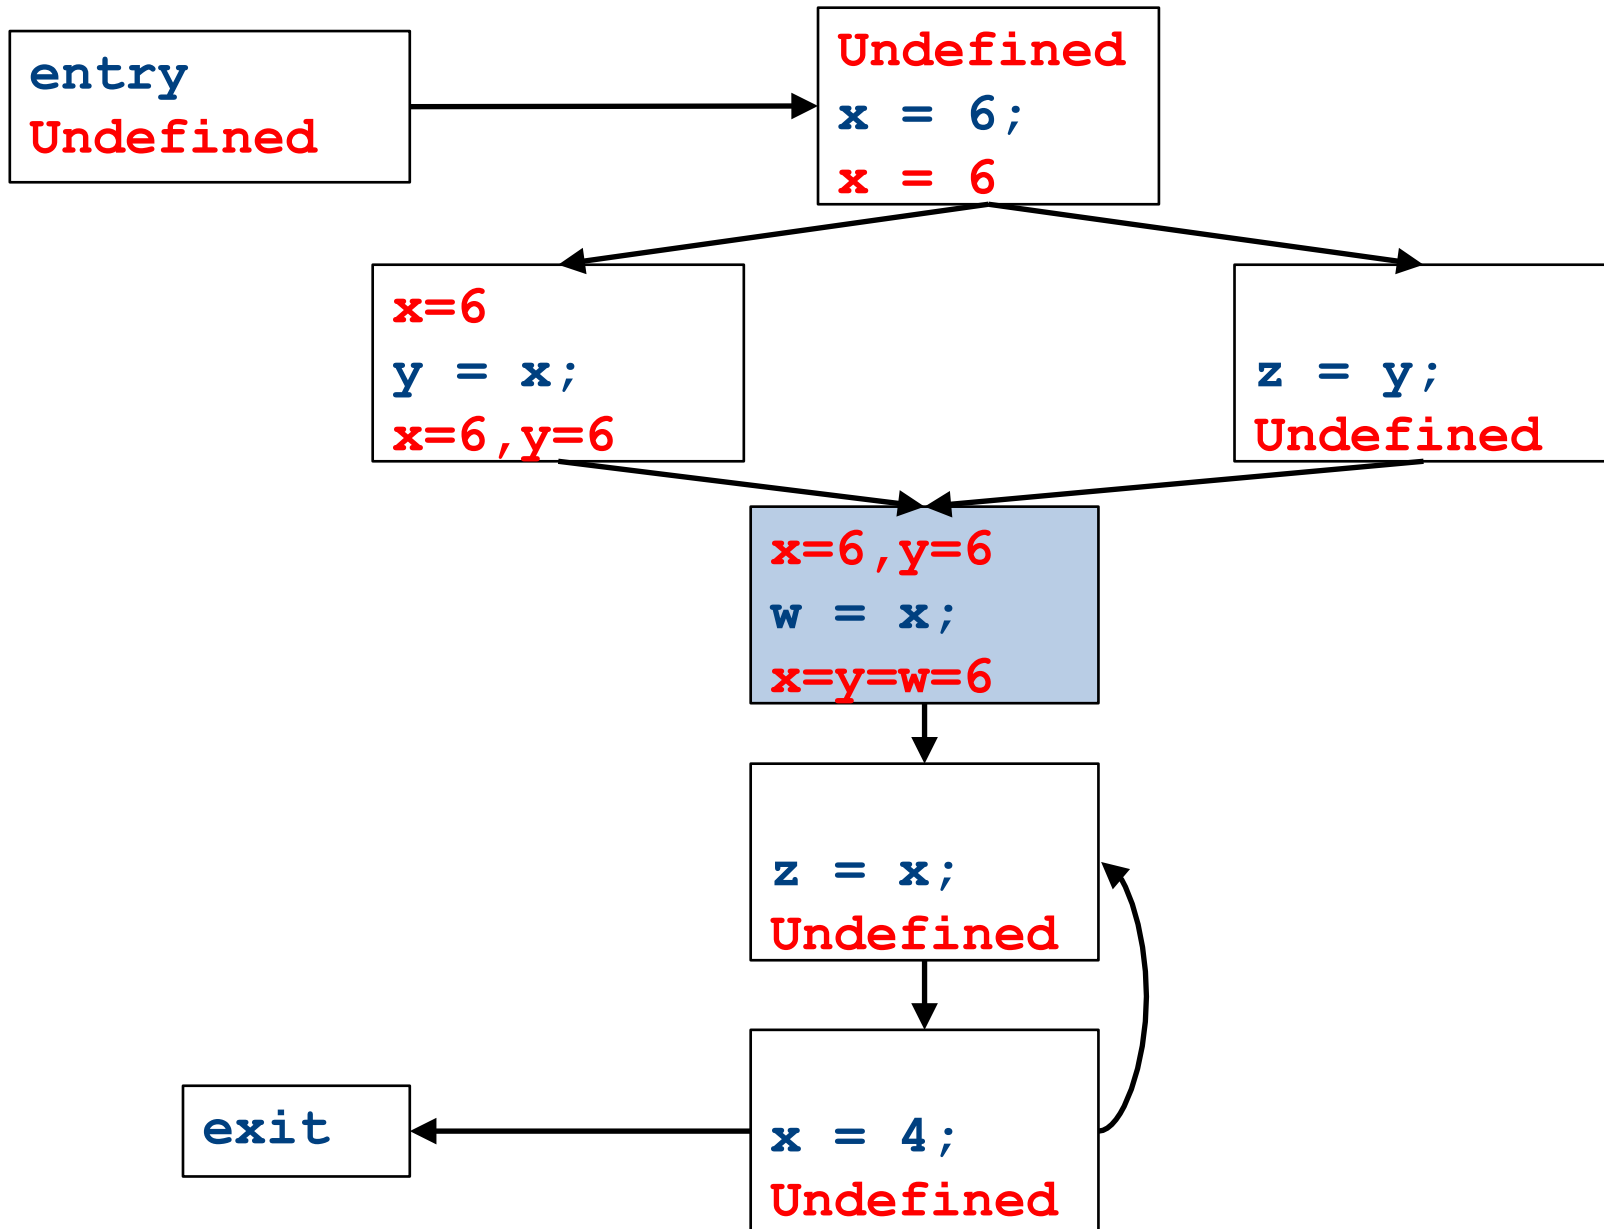 entry
Undefined
Undefined
x = 6;
x = 6
x=6
y = x;
x=6,y=6
z = y;
Undefined
x=6,y=6
w = x;
x=y=w=6
z = x;
Undefined
exit
x = 4;
Undefined